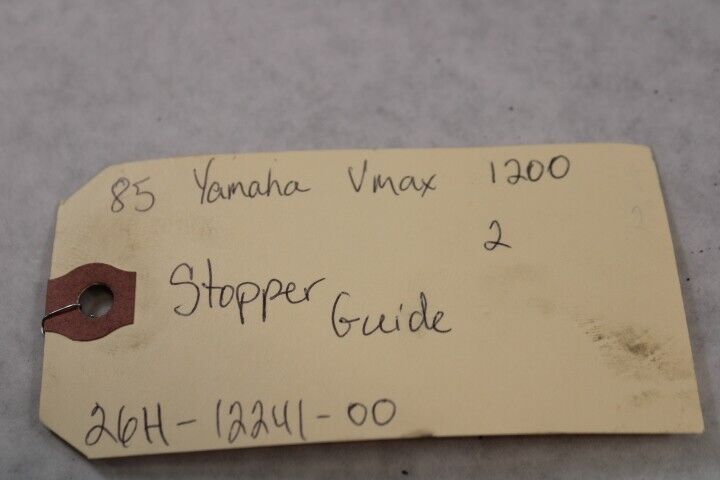 85 Yamaha Vmax 1200
2
Stopper Guide
26H-12241-00